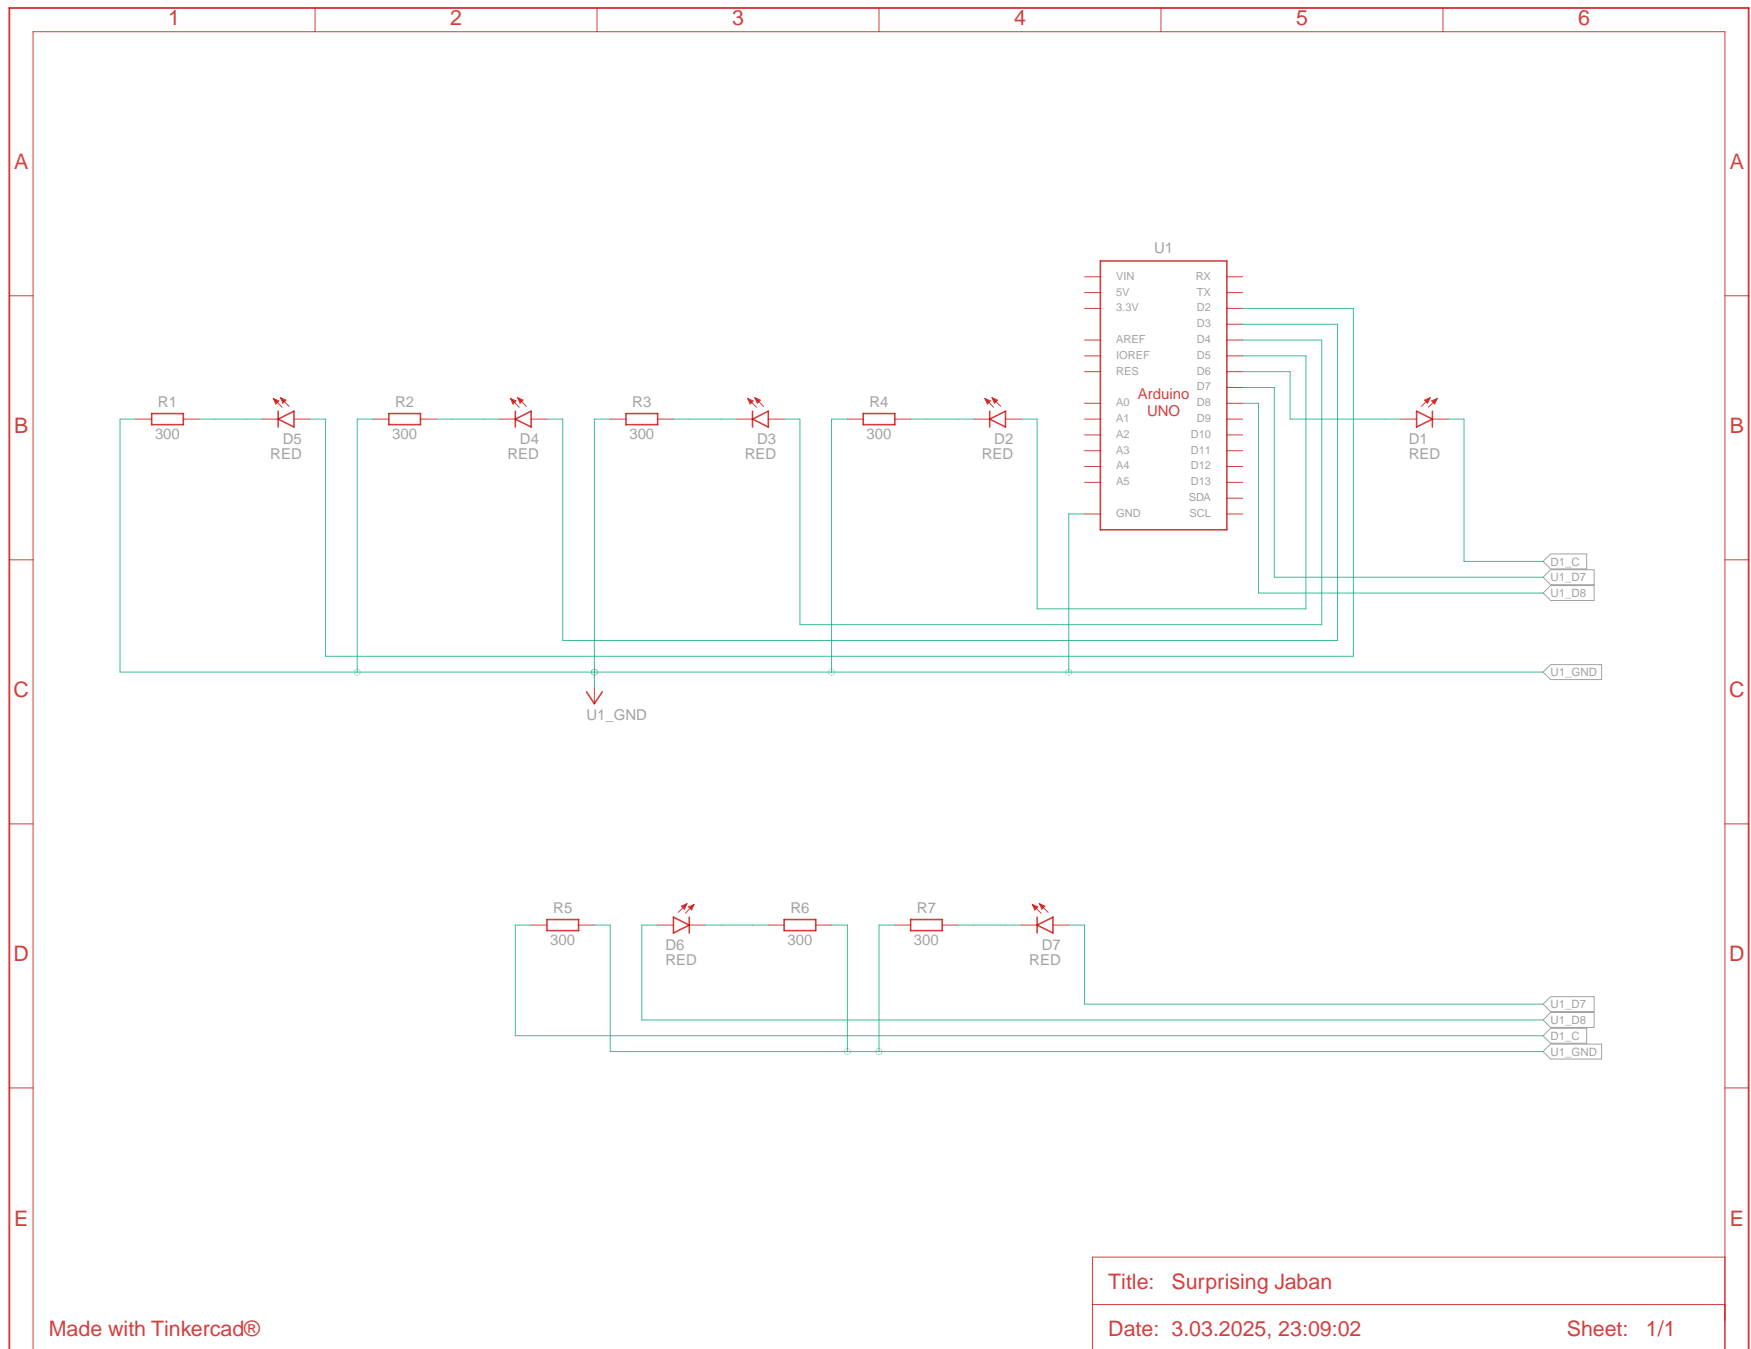 1 2 3 4 5 6
A A
U1
VIN RX
5V TX
3.3V D2
D3
AREF D4
IOREF D5
RES D6
D7
Arduino
UNO
A0 D8
A1 D9
A2 D10
A3 D11
A4 D12
A5 D13
SDA
GND SCL
B B
R1
300
D5
RED
R2
300
D4
RED
R3
300
D3
RED
R4
300
D2
RED
D1
RED
D1_C
U1_D7
U1_D8
U1_GND
C C
U1_GND
R5
300
D6
RED
R6
300
R7
300
D7
RED
D D
U1_D7
U1_D8
D1_C
U1_GND
E E
Title: Surprising Jaban
Made with Tinkercad®
Date: 3.03.2025, 23:09:02 Sheet: 1/1